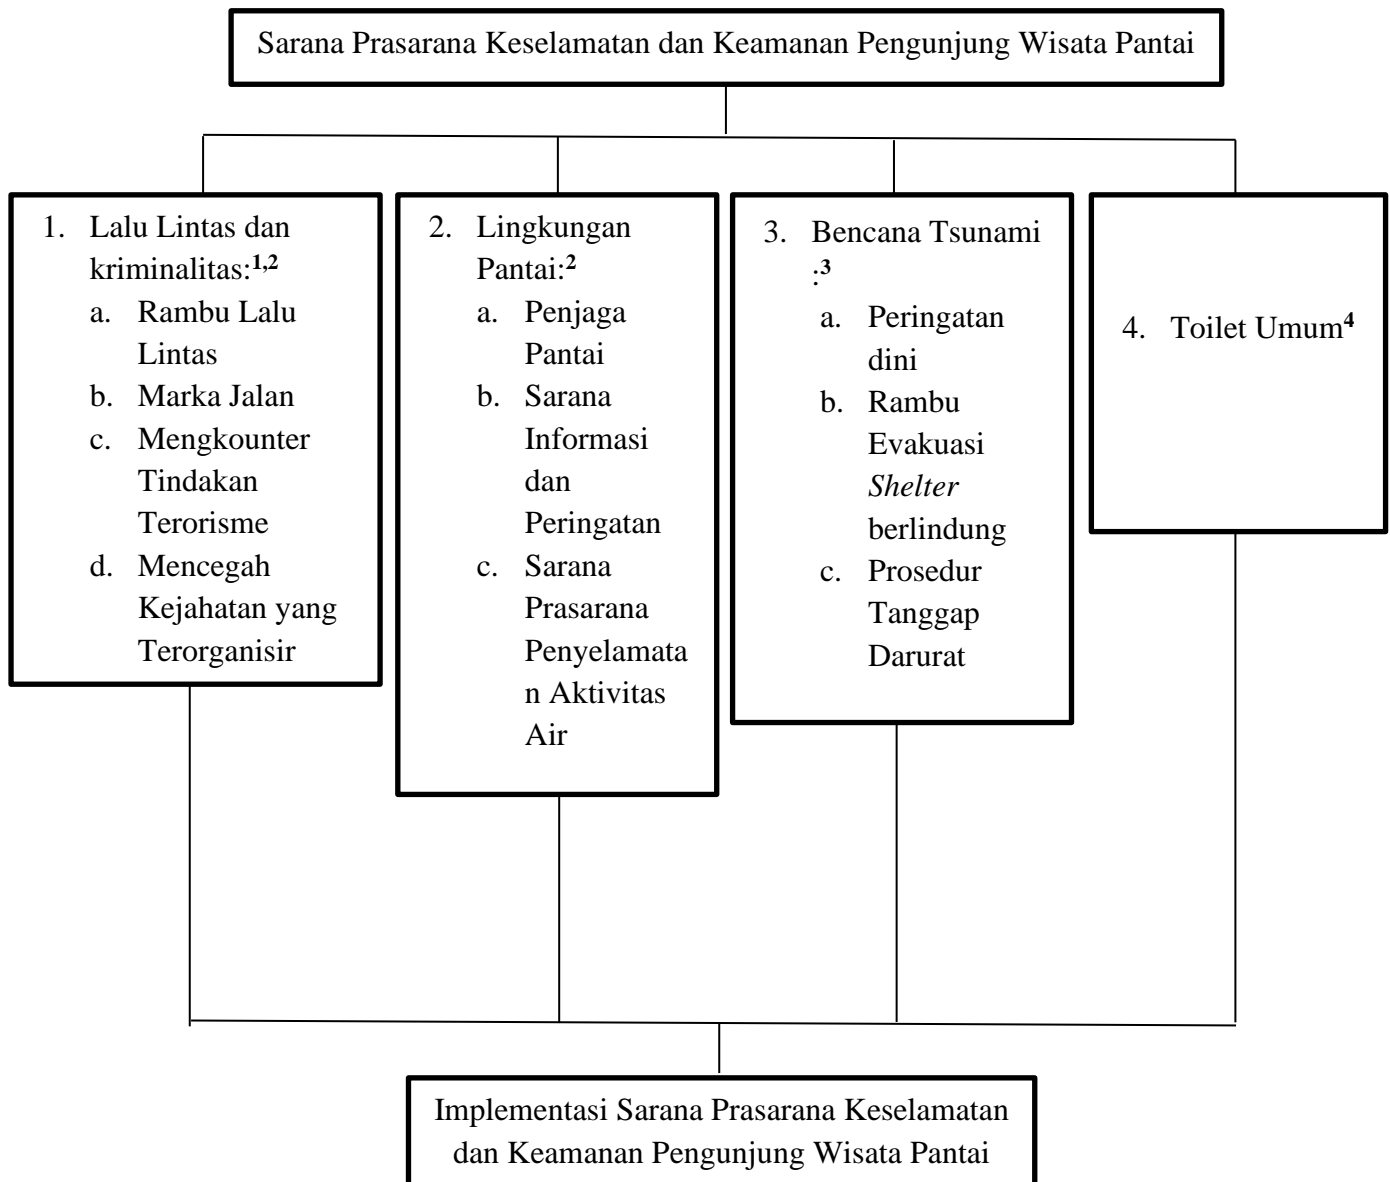 Sarana Prasarana Keselamatan dan Keamanan Pengunjung Wisata Pantai
1. Lalu Lintas dan
kriminalitas:1,2
a. Rambu Lalu
Lintas
b. Marka Jalan
c. Mengkounter
Tindakan
Terorisme
d. Mencegah
Kejahatan yang
Terorganisir
2. Lingkungan
Pantai:2
a. Penjaga
Pantai
b. Sarana
Informasi
dan
Peringatan
c. Sarana
Prasarana
Penyelamata
n Aktivitas
Air
3. Bencana Tsunami
:3
a. Peringatan
dini
b. Rambu
Evakuasi
Shelter
berlindung
c. Prosedur
Tanggap
Darurat
4. Toilet Umum4
Implementasi Sarana Prasarana Keselamatan
dan Keamanan Pengunjung Wisata Pantai